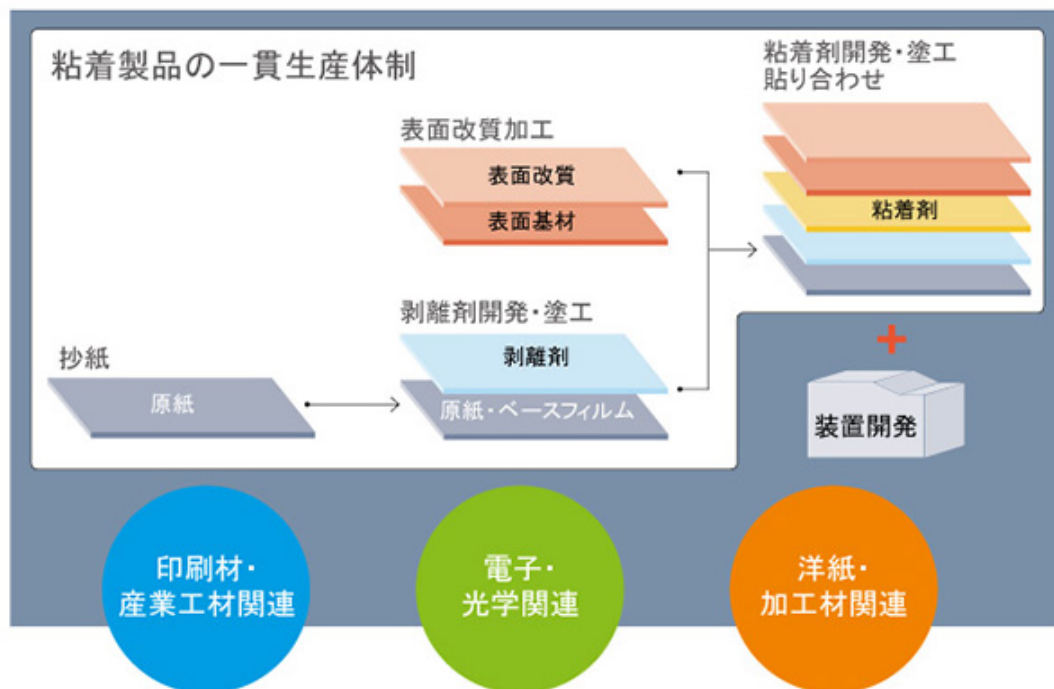 粘着製品の一貫生産体制
粘着剤開発・塗工
貼り合わせ
表面改質加工
表面改質
表面基材
粘着剤
剥離剤開発・塗工
剥離剤
原紙・ベースフィルム
抄紙
原紙
+
装置開発
印刷材・
産業工材関連
電子・
光学関連
洋紙・
加工材関連